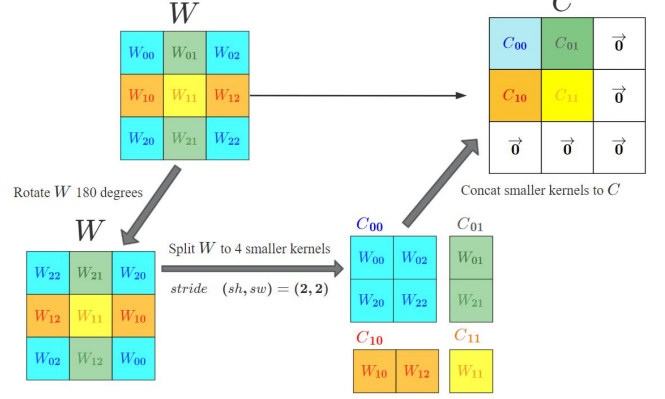 W
W₀₀ W₀₁ W₀₂
W₁₀ W₁₁ W₁₂
W₂₀ W₂₁ W₂₂
C
C₀₀ C₀₁ 0⃗
C₁₀ C₁₁ 0⃗
0⃗ 0⃗ 0⃗
Rotate W 180 degrees
Concat smaller kernels to C
W
W₂₂ W₂₁ W₂₀
W₁₂ W₁₁ W₁₀
W₀₂ W₁₂ W₀₀
Split W to 4 smaller kernels
stride (sh, sw) = (2, 2)
C₀₀ C₀₁
W₀₀ W₀₂ W₀₁
W₂₀ W₂₂ W₂₁
C₁₀ C₁₁
W₁₀ W₁₂ W₁₁